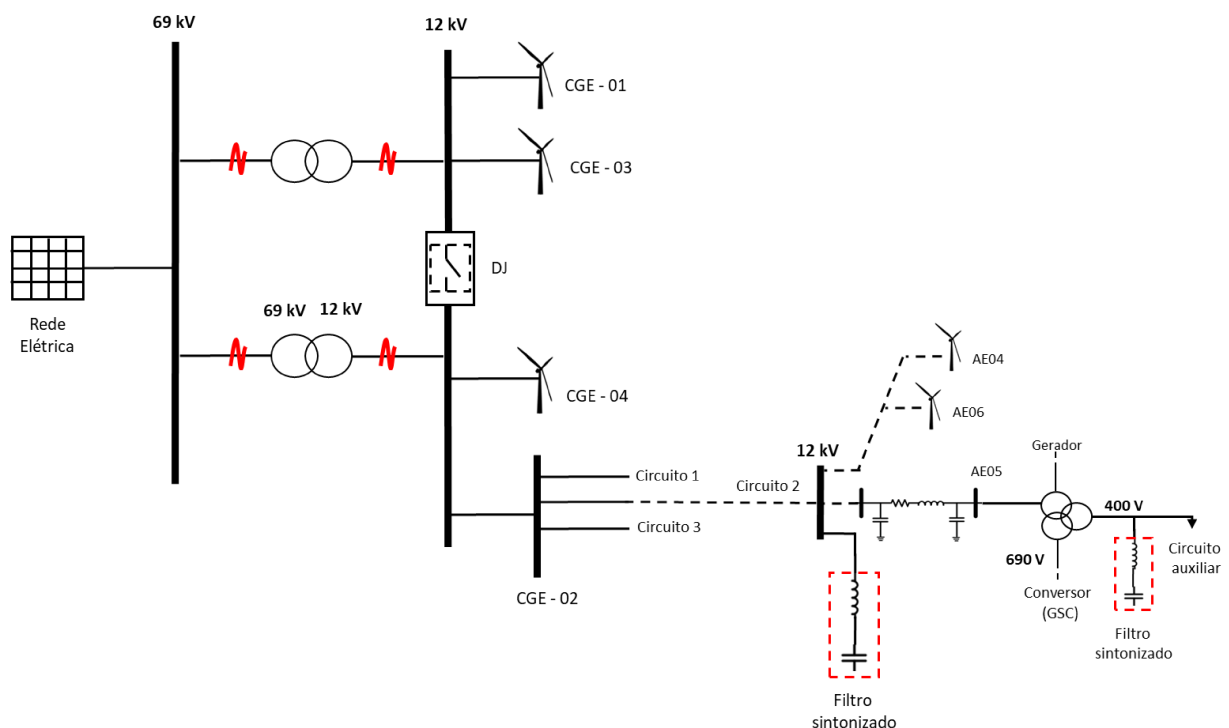 69 kV
12 kV
CGE - 01
CGE - 03
DJ
Rede
Elétrica
69 kV
12 kV
CGE - 04
AE04
AE06
12 kV
Gerador
Circuito 1
Circuito 2
AE05
Circuito 3
400 V
690 V
Circuito
auxiliar
CGE - 02
Conversor
(GSC)
Filtro
sintonizado
Filtro
sintonizado